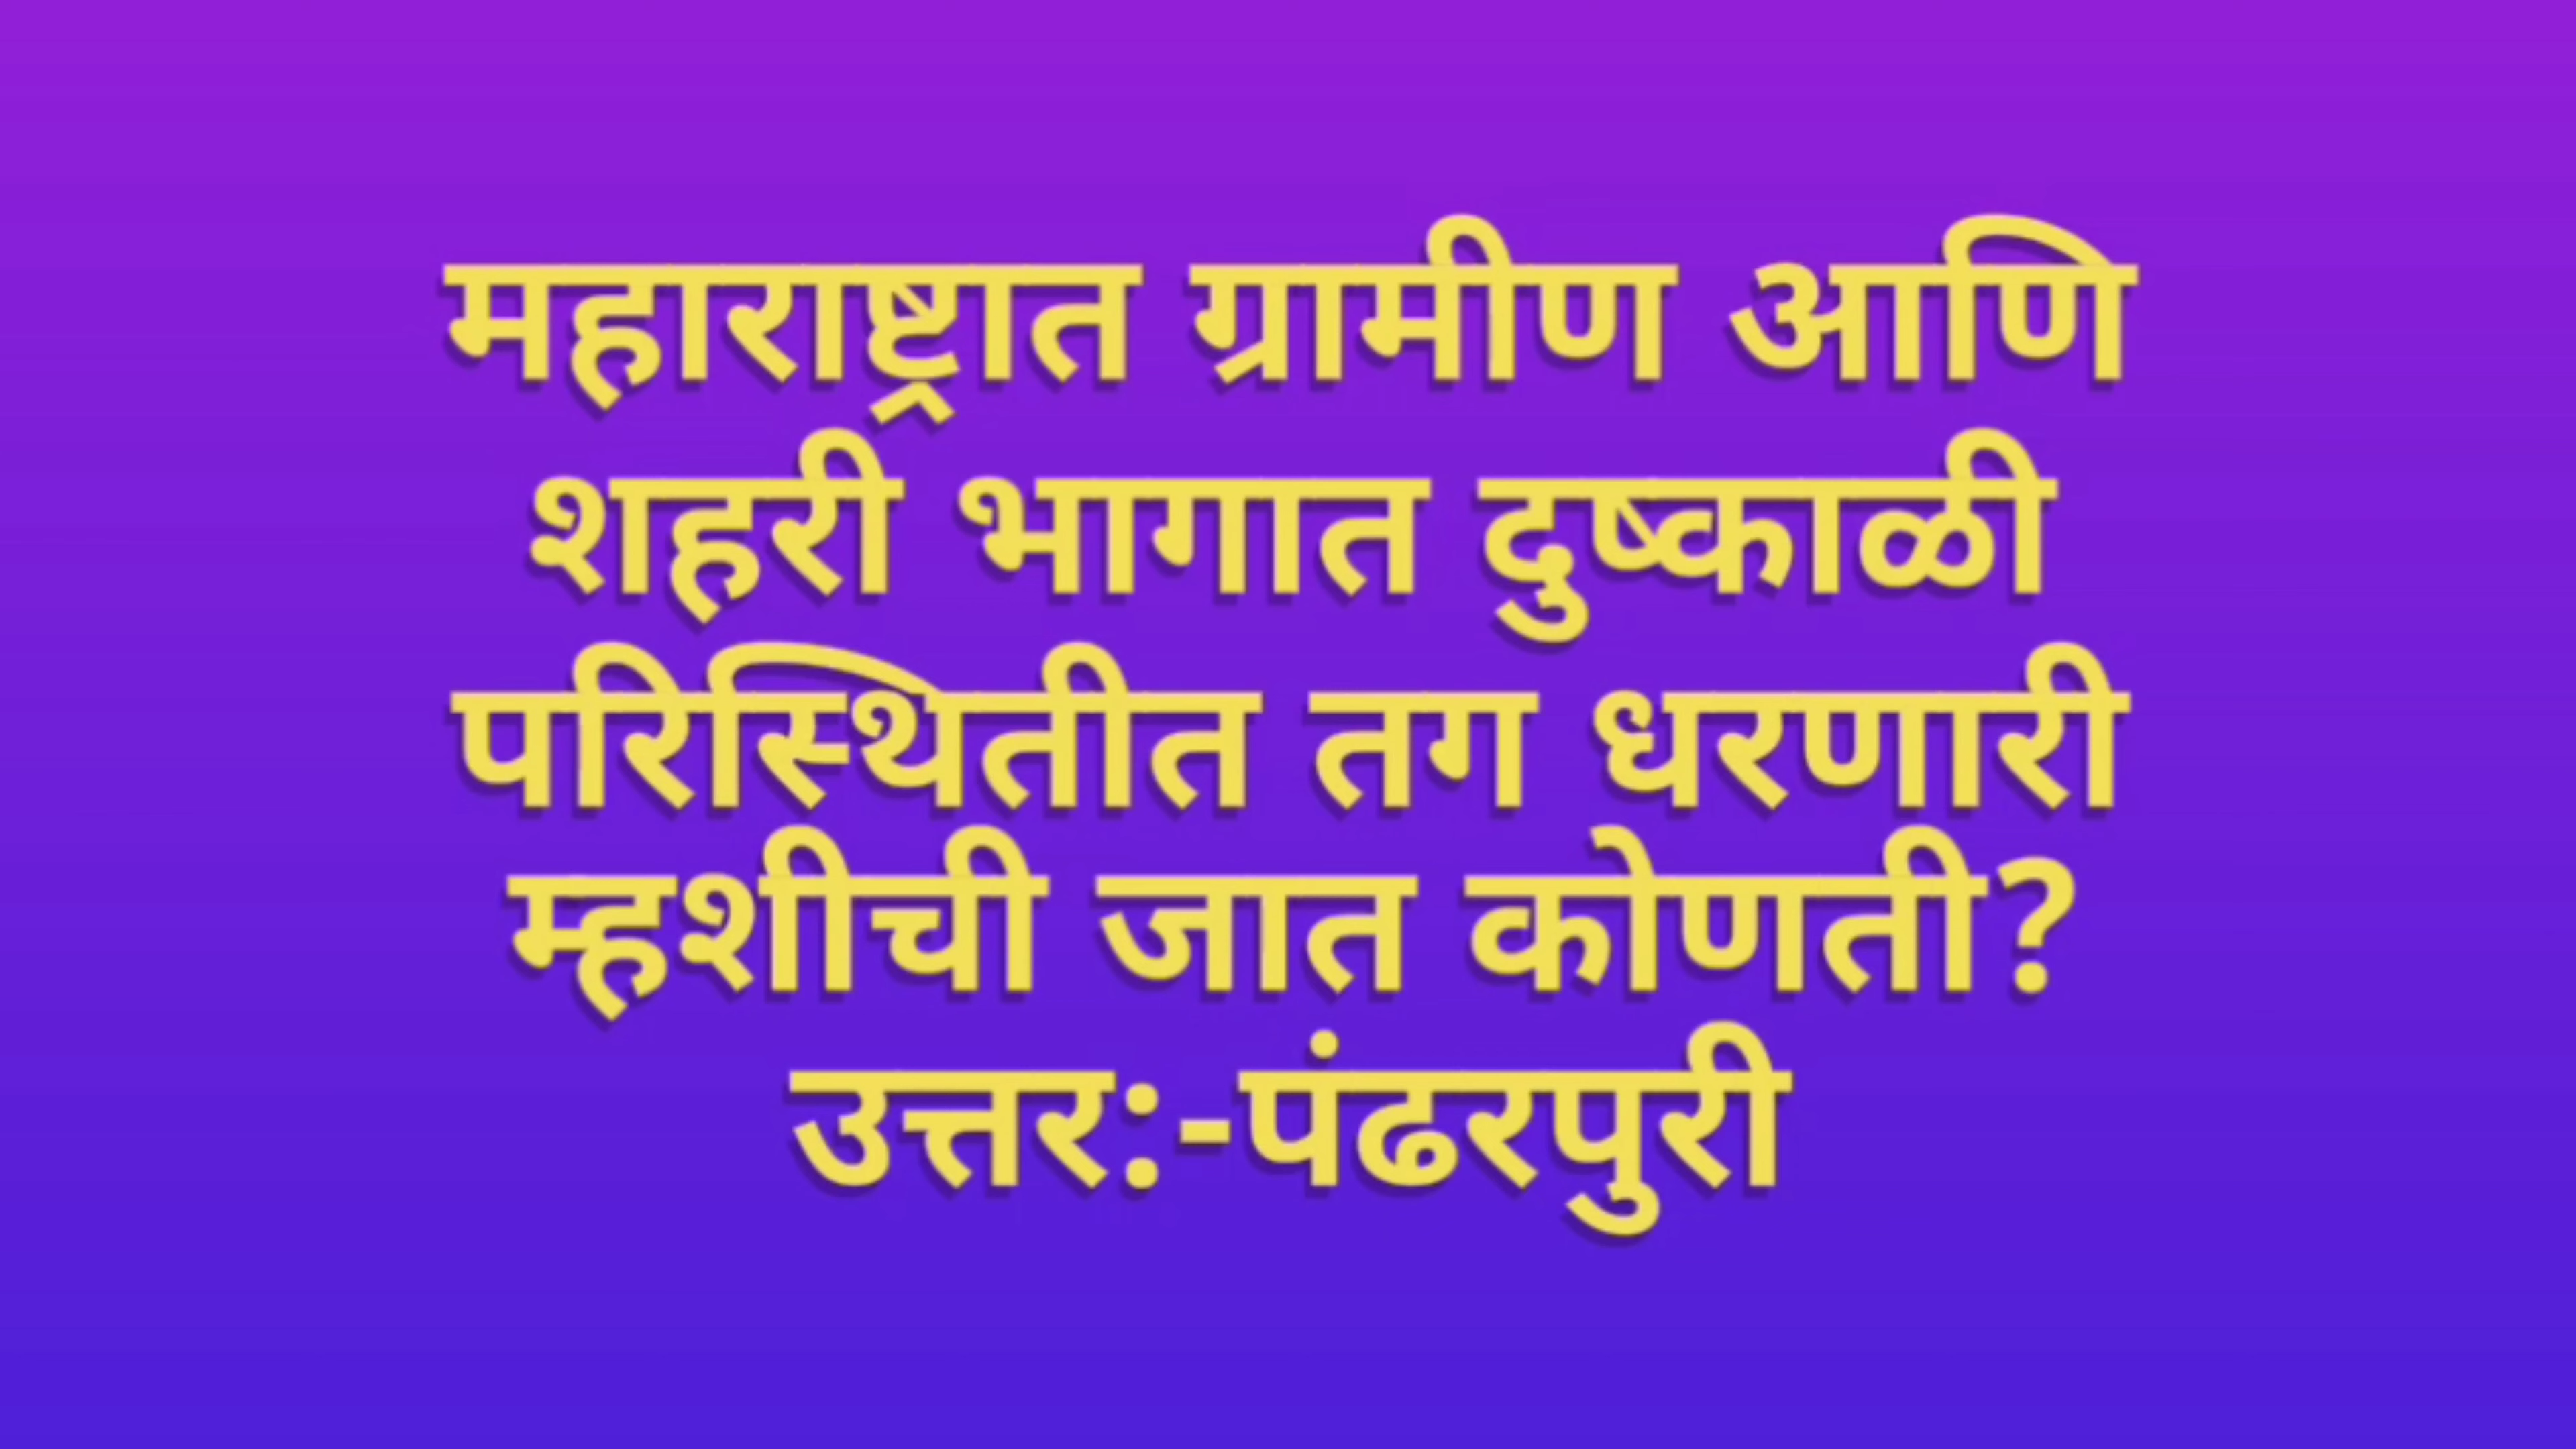 महाराष्ट्रात ग्रामीण आणि
शहरी भागात दुष्काळी
परिस्थितीत तग धरणारी
म्हशीची जात कोणती?
उत्तर:-पंढरपुरी